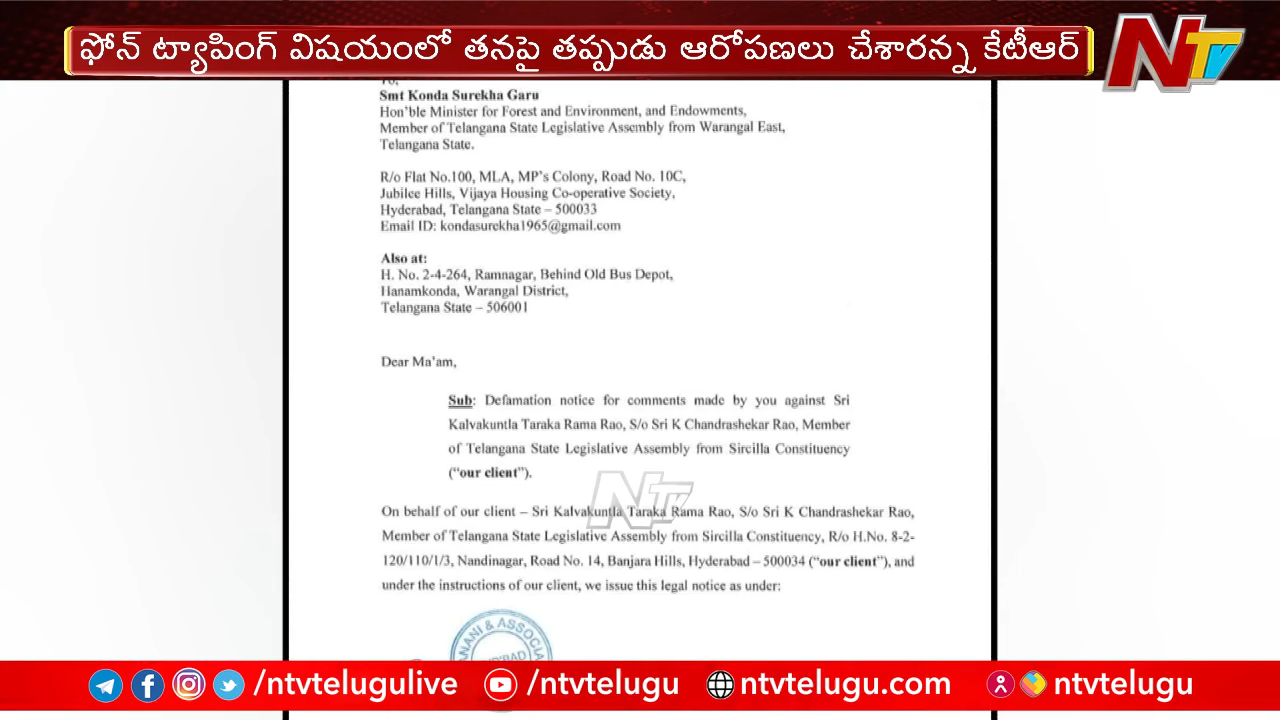 ఫోన్ ట్యాపింగ్ విషయంలో తనపై తప్పుడు ఆరోపణలు చేశారన్న కేటీఆర్
NTV
To,
Smt Konda Surekha Garu
Hon'ble Minister for Forest and Environment, and Endowments,
Member of Telangana State Legislative Assembly from Warangal East,
Telangana State.
R/o Flat No.100, MLA, MP's Colony, Road No. 10C,
Jubilee Hills, Vijaya Housing Co-operative Society,
Hyderabad, Telangana State – 500033
Email ID: kondasurekha1965@gmail.com
Also at:
H. No. 2-4-264, Ramnagar, Behind Old Bus Depot,
Hanamkonda, Warangal District,
Telangana State – 506001
Dear Ma'am,
Sub: Defamation notice for comments made by you against Sri
Kalvakuntla Taraka Rama Rao, S/o Sri K Chandrashekar Rao, Member
of Telangana State Legislative Assembly from Sircilla Constituency
("our client").
NTV
On behalf of our client – Sri Kalvakuntla Taraka Rama Rao, S/o Sri K Chandrashekar Rao,
Member of Telangana State Legislative Assembly from Sircilla Constituency, R/o H.No. 8-2-
120/110/1/3, Nandinagar, Road No. 14, Banjara Hills, Hyderabad – 500034 ("our client"), and
under the instructions of our client, we issue this legal notice as under:
/ntvtelugulive /ntvtelugu ntvtelugu.com ntvtelugu